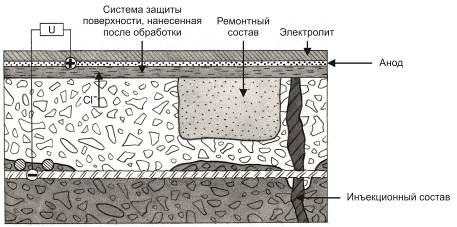 Система защиты
поверхности, нанесенная
после обработки
Ремонтный
состав
Электролит
U
Анод
Cl⁻
Инъекционный состав